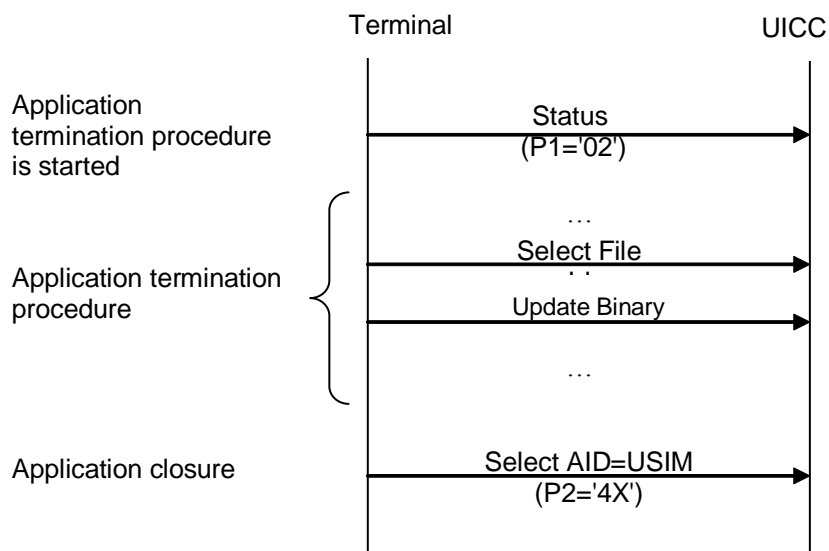 Terminal
UICC
Application
termination procedure
is started
Status
(P1='02')
...
Select File
. .
Application termination
procedure
Update Binary
...
Application closure
Select AID=USIM
(P2='4X')